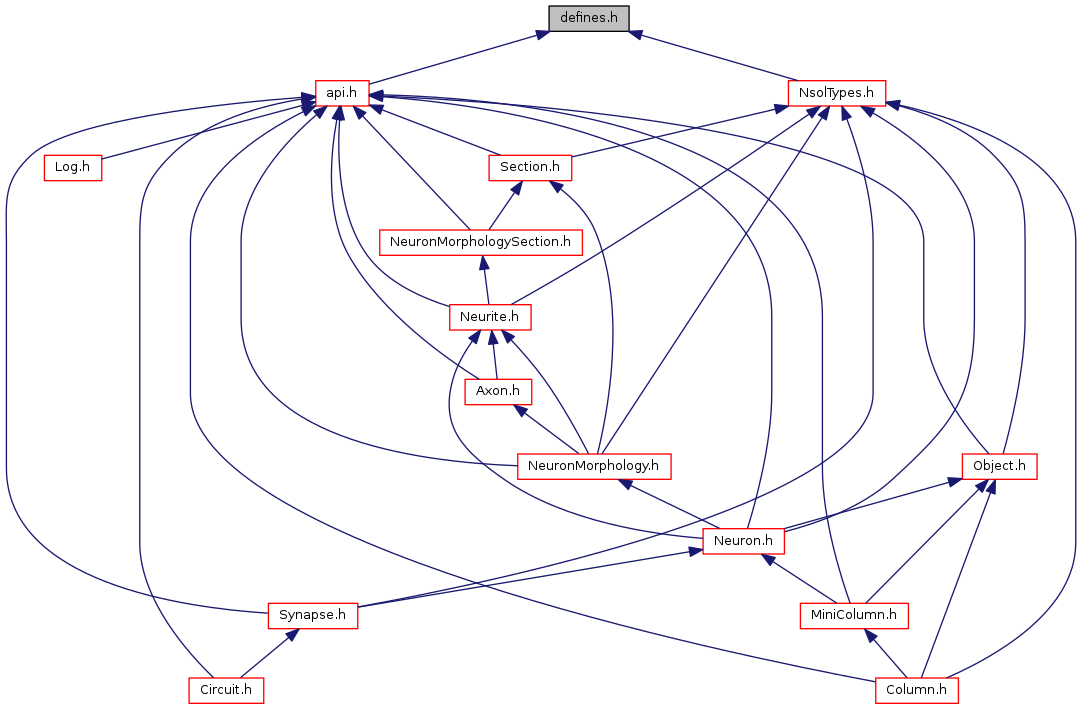 defines.h
api.h
NsolTypes.h
Log.h
Section.h
NeuronMorphologySection.h
Neurite.h
Axon.h
NeuronMorphology.h
Object.h
Neuron.h
Synapse.h
MiniColumn.h
Circuit.h
Column.h